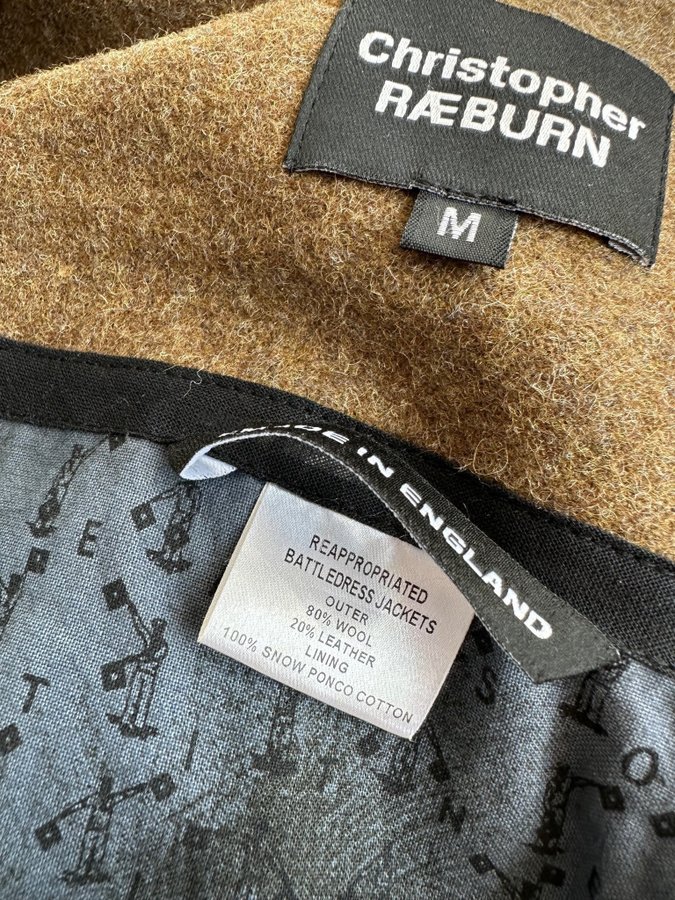 Christopher
RÆBURN
M
MADE IN ENGLAND
REAPPROPRIATED
BATTLEDRESS JACKETS
OUTER
80% WOOL
20% LEATHER
LINING
100% SNOW PONCO COTTON
E
T
S
I
T
N
O